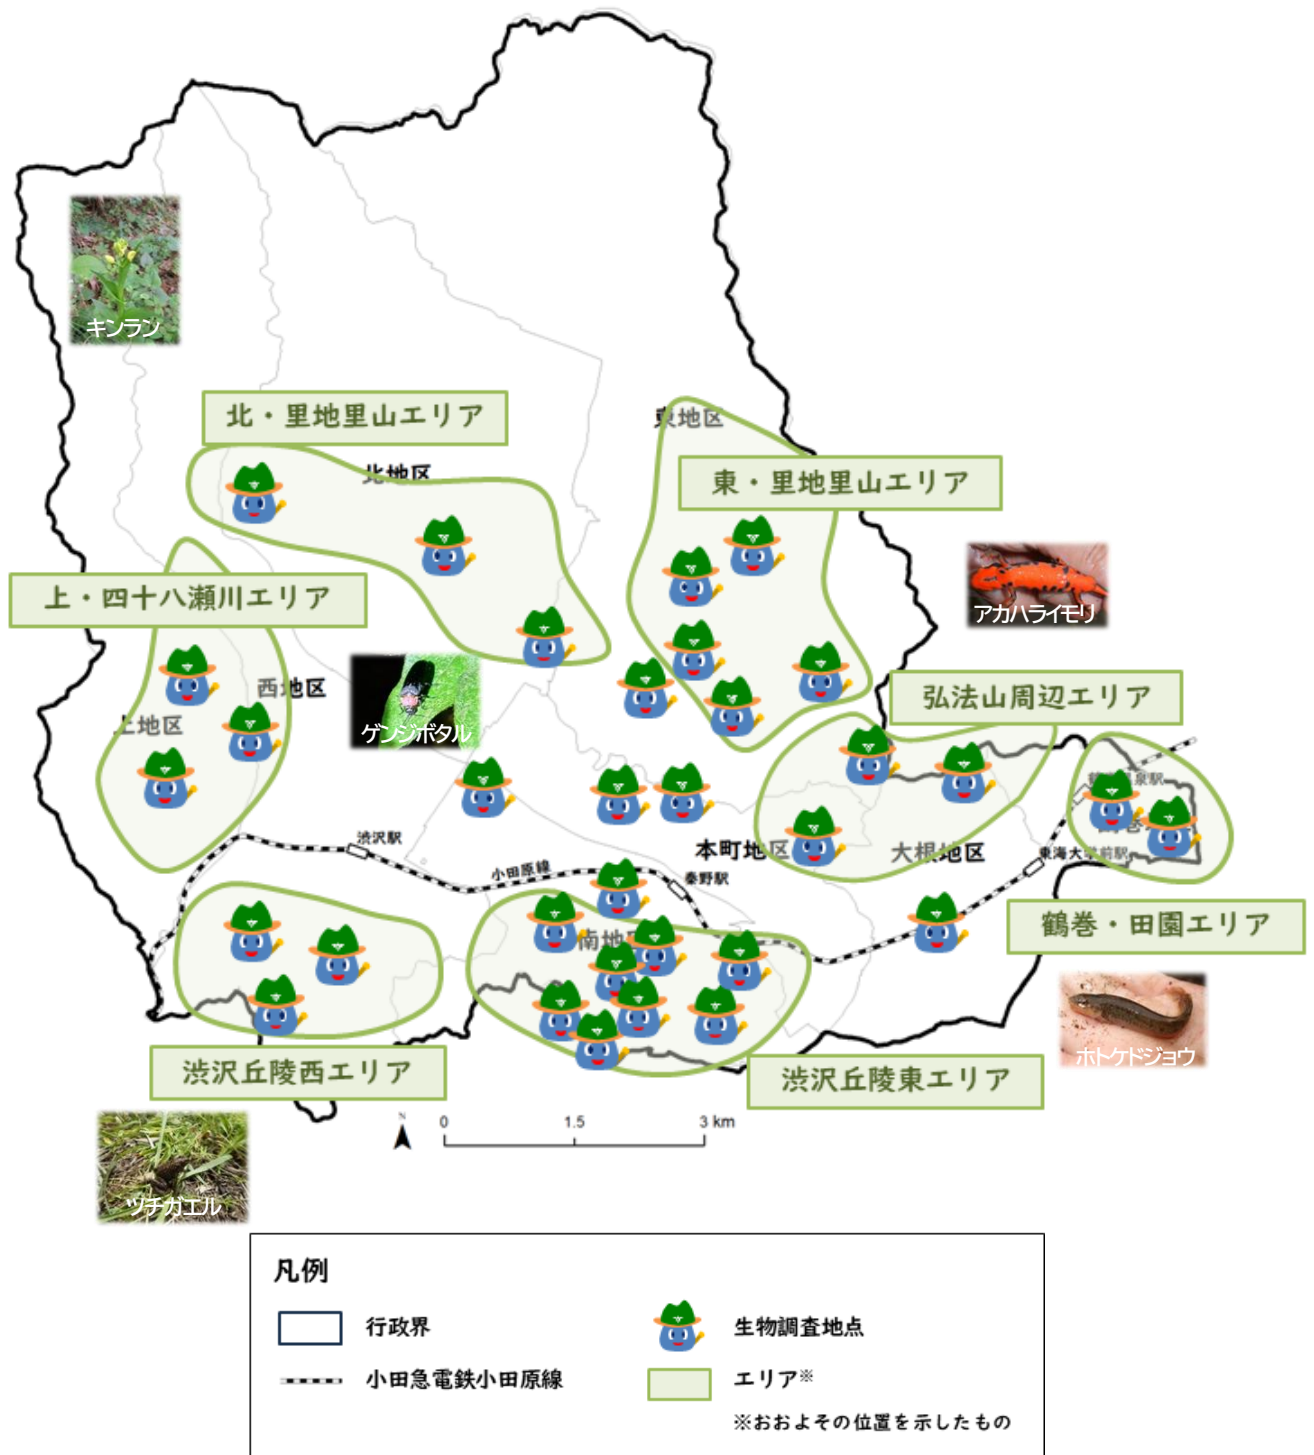 キンラン
北・里地里山エリア
東地区
北地区
東・里地里山エリア
アカハライモリ
上・四十八瀬川エリア
西地区
弘法山周辺エリア
上地区
ゲンジボタル
渋沢駅
本町地区
大根地区
東海大学前駅
小田原線
秦野駅
鶴巻・田園エリア
南地区
ホトケドジョウ
渋沢丘陵西エリア
渋沢丘陵東エリア
N
0 1.5 3 km
ツチガエル
凡例
行政界
生物調査地点
小田急電鉄小田原線
エリア※
※おおよその位置を示したもの